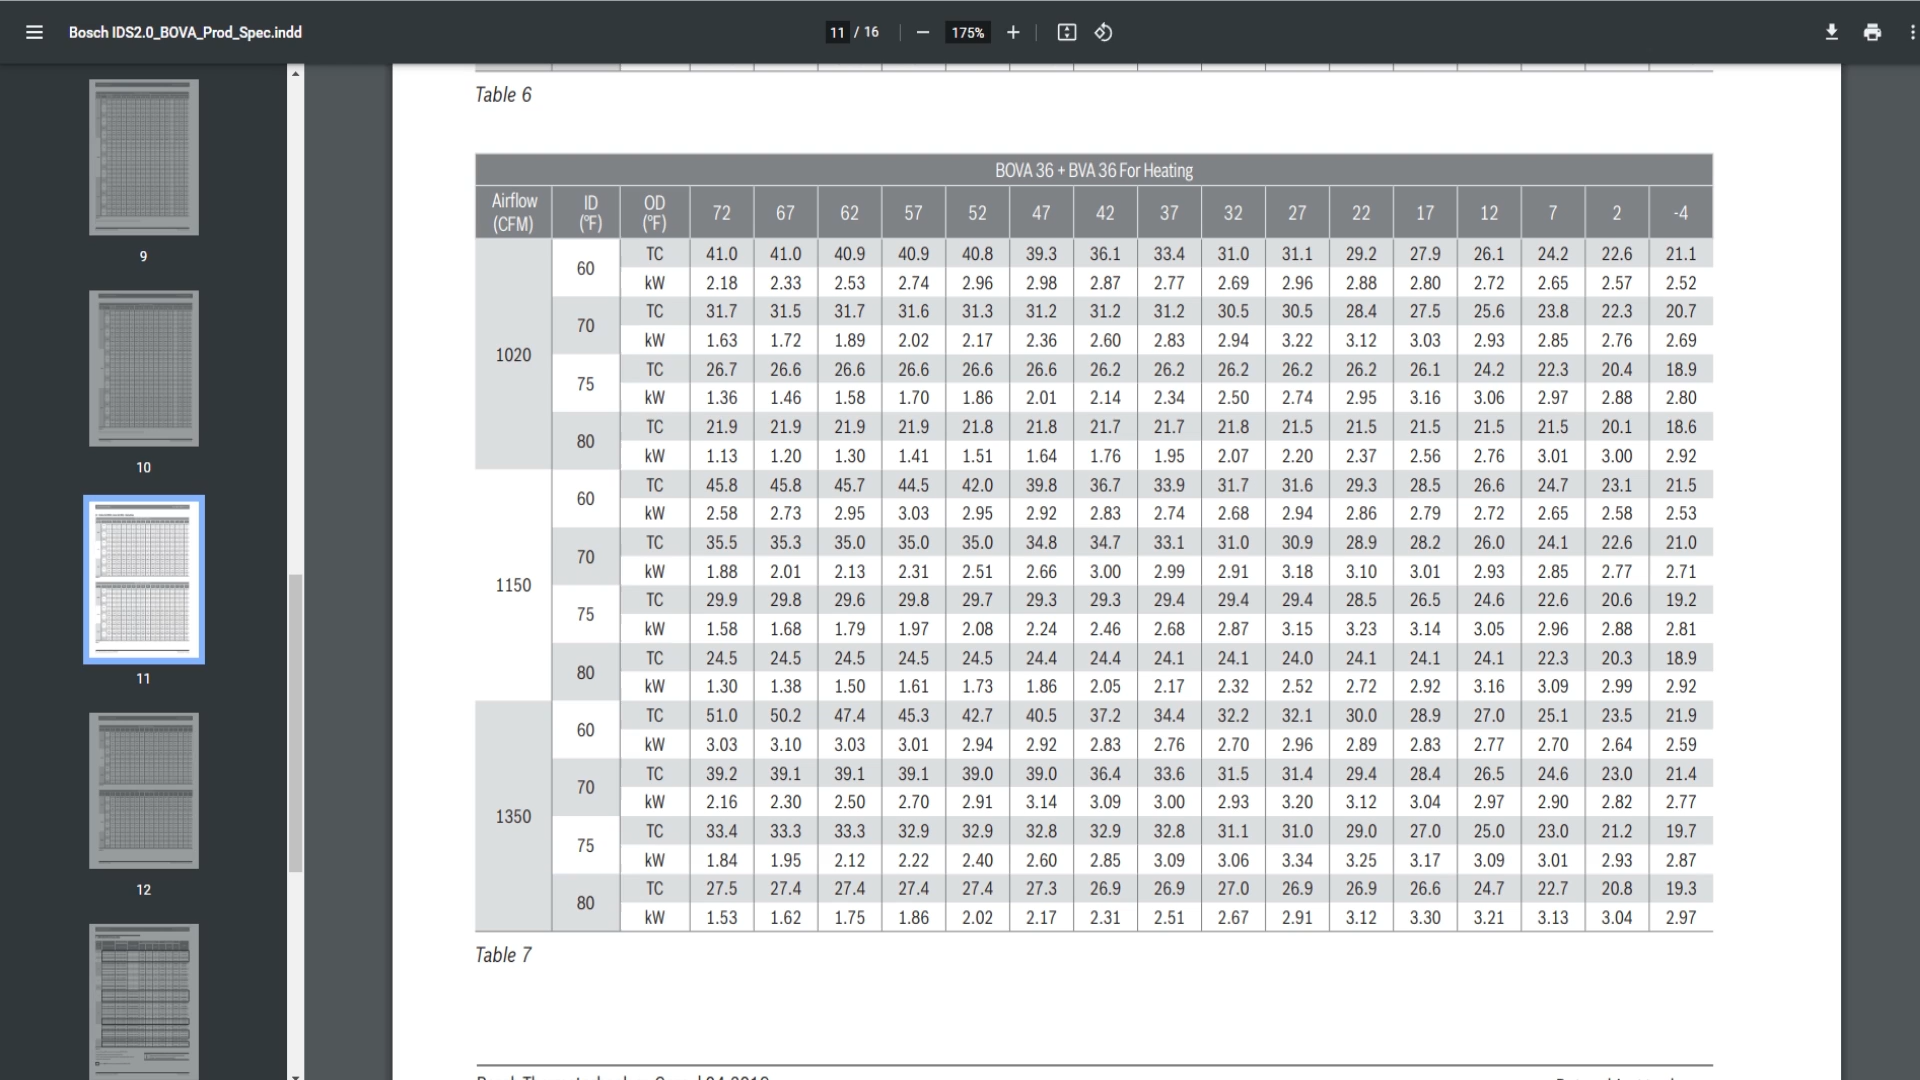 Bosch IDS2.0_BOVA_Prod_Spec.indd
11 / 16
175%
9
10
11
12
Table 6
BOVA 36 + BVA 36 For Heating
Airflow (CFM) ID (°F) OD (°F) 72 67 62 57 52 47 42 37 32 27 22 17 12 7 2 -4
1020 60 TC 41.0 41.0 40.9 40.9 40.8 39.3 36.1 33.4 31.0 31.1 29.2 27.9 26.1 24.2 22.6 21.1
kW 2.18 2.33 2.53 2.74 2.96 2.98 2.87 2.77 2.69 2.96 2.88 2.80 2.72 2.65 2.57 2.52
70 TC 31.7 31.5 31.7 31.6 31.3 31.2 31.2 31.2 30.5 30.5 28.4 27.5 25.6 23.8 22.3 20.7
kW 1.63 1.72 1.89 2.02 2.17 2.36 2.60 2.83 2.94 3.22 3.12 3.03 2.93 2.85 2.76 2.69
75 TC 26.7 26.6 26.6 26.6 26.6 26.6 26.2 26.2 26.2 26.2 26.2 26.1 24.2 22.3 20.4 18.9
kW 1.36 1.46 1.58 1.70 1.86 2.01 2.14 2.34 2.50 2.74 2.95 3.16 3.06 2.97 2.88 2.80
80 TC 21.9 21.9 21.9 21.9 21.8 21.8 21.7 21.7 21.8 21.5 21.5 21.5 21.5 21.5 20.1 18.6
kW 1.13 1.20 1.30 1.41 1.51 1.64 1.76 1.95 2.07 2.20 2.37 2.56 2.76 3.01 3.00 2.92
1150 60 TC 45.8 45.8 45.7 44.5 42.0 39.8 36.7 33.9 31.7 31.6 29.3 28.5 26.6 24.7 23.1 21.5
kW 2.58 2.73 2.95 3.03 2.95 2.92 2.83 2.74 2.68 2.94 2.86 2.79 2.72 2.65 2.58 2.53
70 TC 35.5 35.3 35.0 35.0 35.0 34.8 34.7 33.1 31.0 30.9 28.9 28.2 26.0 24.1 22.6 21.0
kW 1.88 2.01 2.13 2.31 2.51 2.66 3.00 2.99 2.91 3.18 3.10 3.01 2.93 2.85 2.77 2.71
75 TC 29.9 29.8 29.6 29.8 29.7 29.3 29.3 29.4 29.4 29.4 28.5 26.5 24.6 22.6 20.6 19.2
kW 1.58 1.68 1.79 1.97 2.08 2.24 2.46 2.68 2.87 3.15 3.23 3.14 3.05 2.96 2.88 2.81
80 TC 24.5 24.5 24.5 24.5 24.5 24.4 24.4 24.1 24.1 24.0 24.1 24.1 24.1 22.3 20.3 18.9
kW 1.30 1.38 1.50 1.61 1.73 1.86 2.05 2.17 2.32 2.52 2.72 2.92 3.16 3.09 2.99 2.92
1350 60 TC 51.0 50.2 47.4 45.3 42.7 40.5 37.2 34.4 32.2 32.1 30.0 28.9 27.0 25.1 23.5 21.9
kW 3.03 3.10 3.03 3.01 2.94 2.92 2.83 2.76 2.70 2.96 2.89 2.83 2.77 2.70 2.64 2.59
70 TC 39.2 39.1 39.1 39.1 39.0 39.0 36.4 33.6 31.5 31.4 29.4 28.4 26.5 24.6 23.0 21.4
kW 2.16 2.30 2.50 2.70 2.91 3.14 3.09 3.00 2.93 3.20 3.12 3.04 2.97 2.90 2.82 2.77
75 TC 33.4 33.3 33.3 32.9 32.9 32.8 32.9 32.8 31.1 31.0 29.0 27.0 25.0 23.0 21.2 19.7
kW 1.84 1.95 2.12 2.22 2.40 2.60 2.85 3.09 3.06 3.34 3.25 3.17 3.09 3.01 2.93 2.87
80 TC 27.5 27.4 27.4 27.4 27.4 27.3 26.9 26.9 27.0 26.9 26.9 26.6 24.7 22.7 20.8 19.3
kW 1.53 1.62 1.75 1.86 2.02 2.17 2.31 2.51 2.67 2.91 3.12 3.30 3.21 3.13 3.04 2.97
Table 7